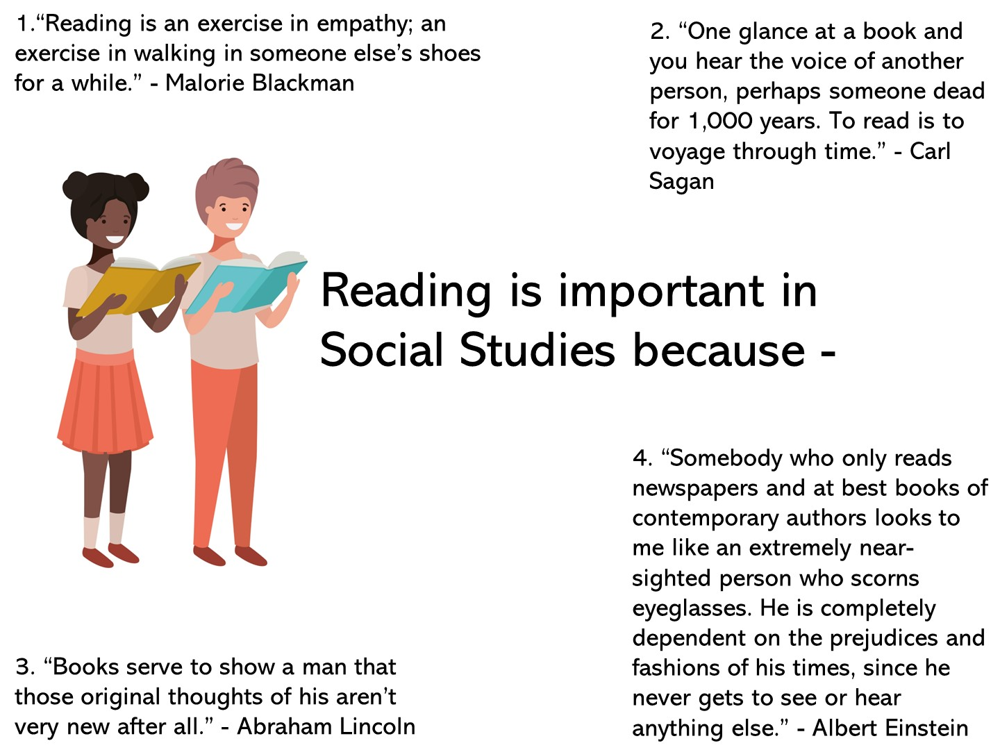 1.“Reading is an exercise in empathy; an
exercise in walking in someone else’s shoes
for a while.” - Malorie Blackman
2. “One glance at a book and
you hear the voice of another
person, perhaps someone dead
for 1,000 years. To read is to
voyage through time.” - Carl
Sagan
Reading is important in
Social Studies because -
3. “Books serve to show a man that
those original thoughts of his aren’t
very new after all.” - Abraham Lincoln
4. “Somebody who only reads
newspapers and at best books of
contemporary authors looks to
me like an extremely near-
sighted person who scorns
eyeglasses. He is completely
dependent on the prejudices and
fashions of his times, since he
never gets to see or hear
anything else.” - Albert Einstein